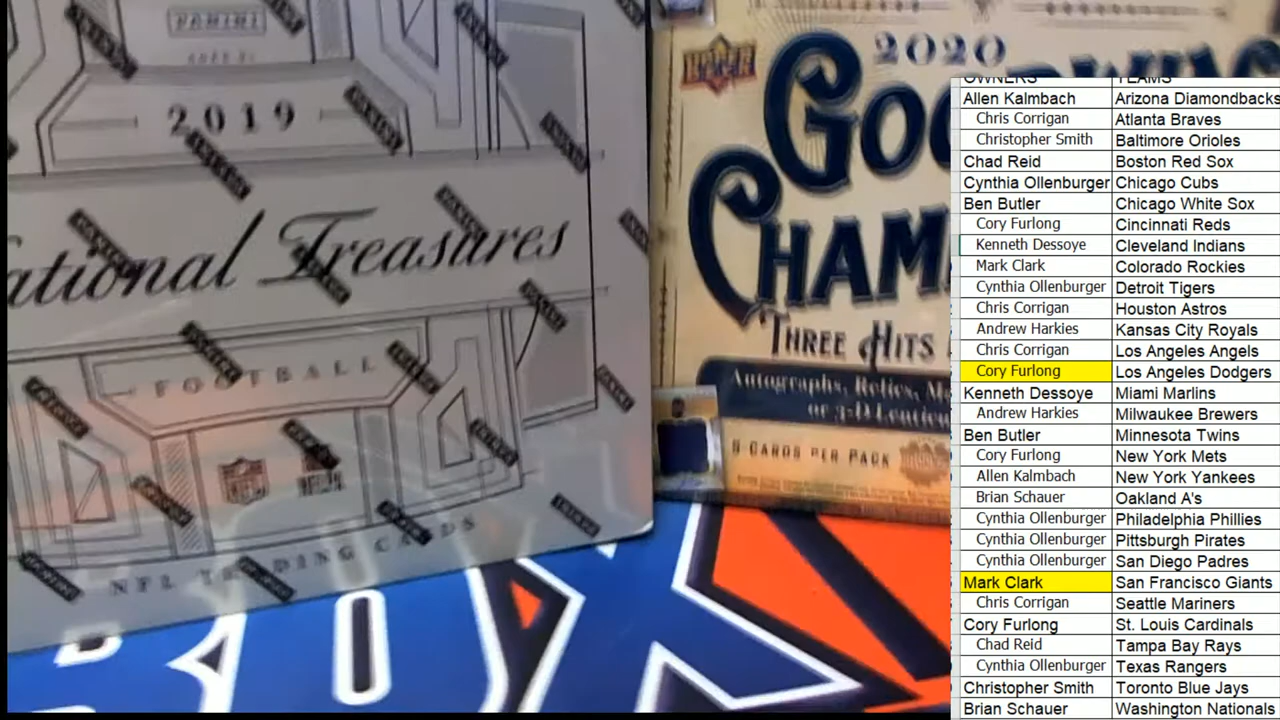 PANINI
2019
ational Treasures
FOOTBALL
NFL TRADING CARDS
UPPER
2020
GOO
CHAM
THREE HITS
Autographs, Relics, Me
or 3-D Lenticu
CARDS PER PACK
OWNERS TEAMS
Allen Kalmbach Arizona Diamondbacks
Chris Corrigan Atlanta Braves
Christopher Smith Baltimore Orioles
Chad Reid Boston Red Sox
Cynthia Ollenburger Chicago Cubs
Ben Butler Chicago White Sox
Cory Furlong Cincinnati Reds
Kenneth Dessoye Cleveland Indians
Mark Clark Colorado Rockies
Cynthia Ollenburger Detroit Tigers
Chris Corrigan Houston Astros
Andrew Harkies Kansas City Royals
Chris Corrigan Los Angeles Angels
Cory Furlong Los Angeles Dodgers
Kenneth Dessoye Miami Marlins
Andrew Harkies Milwaukee Brewers
Ben Butler Minnesota Twins
Cory Furlong New York Mets
Allen Kalmbach New York Yankees
Brian Schauer Oakland A's
Cynthia Ollenburger Philadelphia Phillies
Cynthia Ollenburger Pittsburgh Pirates
Cynthia Ollenburger San Diego Padres
Mark Clark San Francisco Giants
Chris Corrigan Seattle Mariners
Cory Furlong St. Louis Cardinals
Chad Reid Tampa Bay Rays
Cynthia Ollenburger Texas Rangers
Christopher Smith Toronto Blue Jays
Brian Schauer Washington Nationals